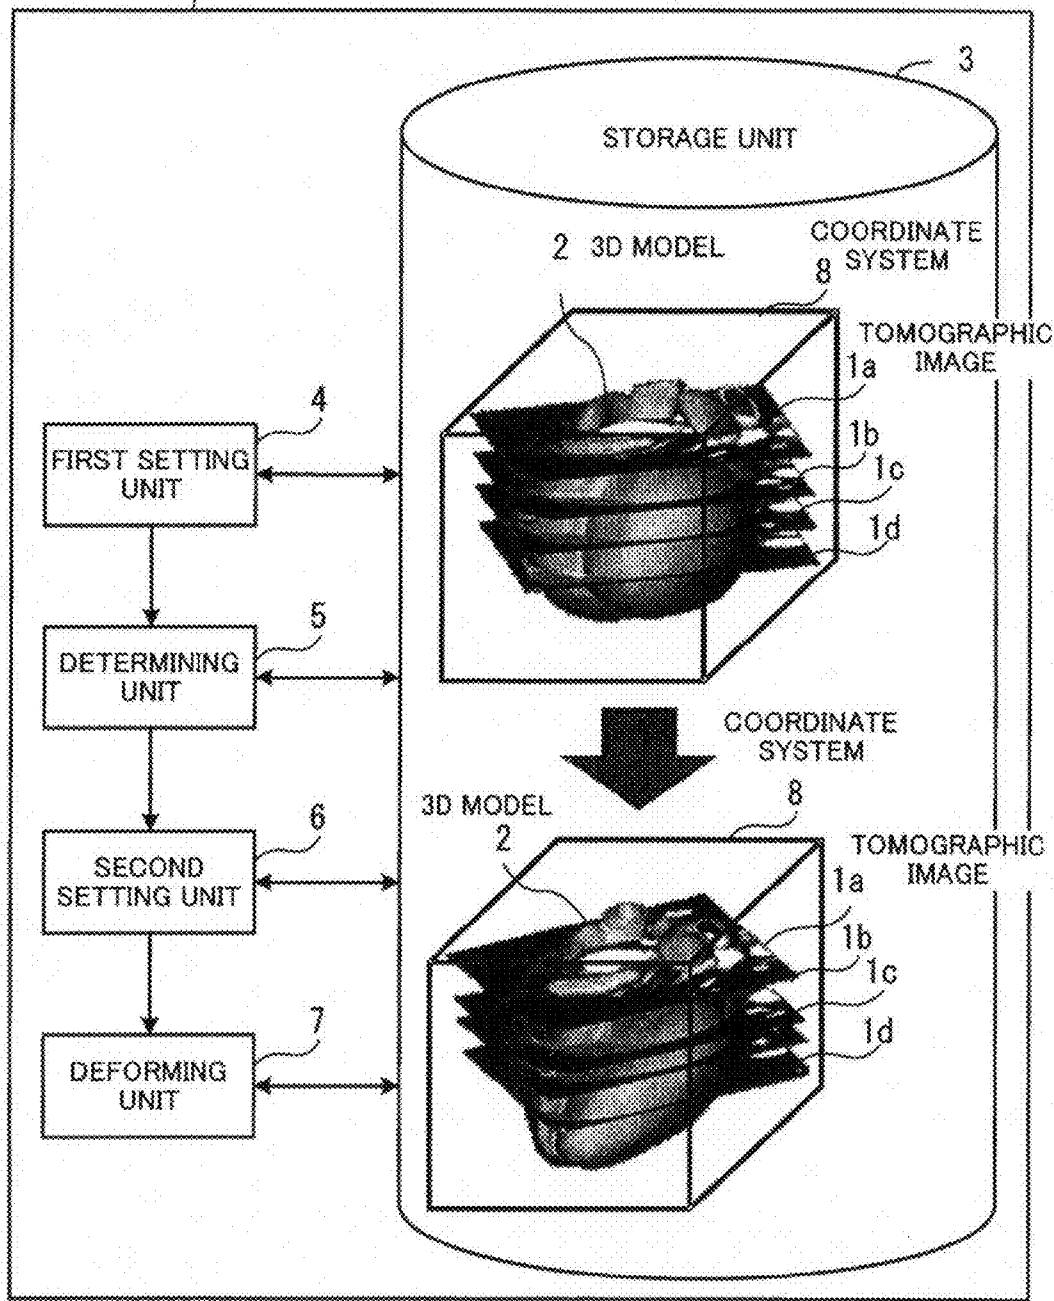 3
STORAGE UNIT
2 3D MODEL
COORDINATE
SYSTEM
8
TOMOGRAPHIC
IMAGE
1a
1b
1c
1d
4
FIRST SETTING
UNIT
5
DETERMINING
UNIT
COORDINATE
SYSTEM
8
3D MODEL
2
TOMOGRAPHIC
IMAGE
1a
1b
1c
1d
6
SECOND
SETTING UNIT
7
DEFORMING
UNIT